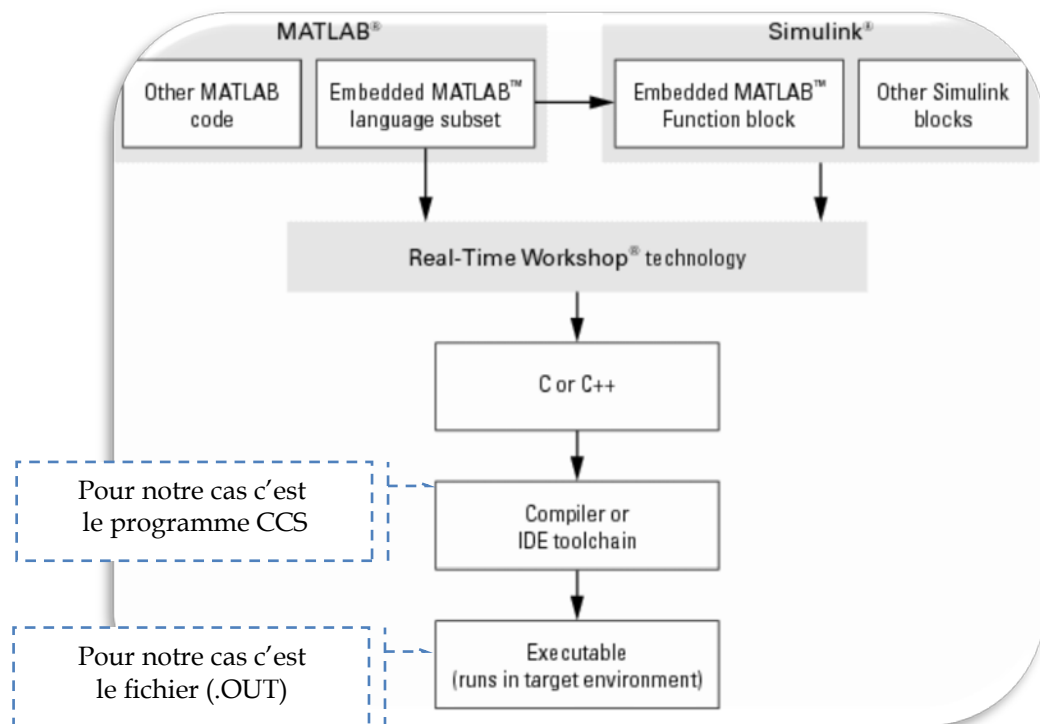 MATLAB®
Simulink®
Other MATLAB
code
Embedded MATLAB™
language subset
Embedded MATLAB™
Function block
Other Simulink
blocks
Real-Time Workshop® technology
C or C++
Pour notre cas c’est
le programme CCS
Compiler or
IDE toolchain
Pour notre cas c’est
le fichier (.OUT)
Executable
(runs in target environment)